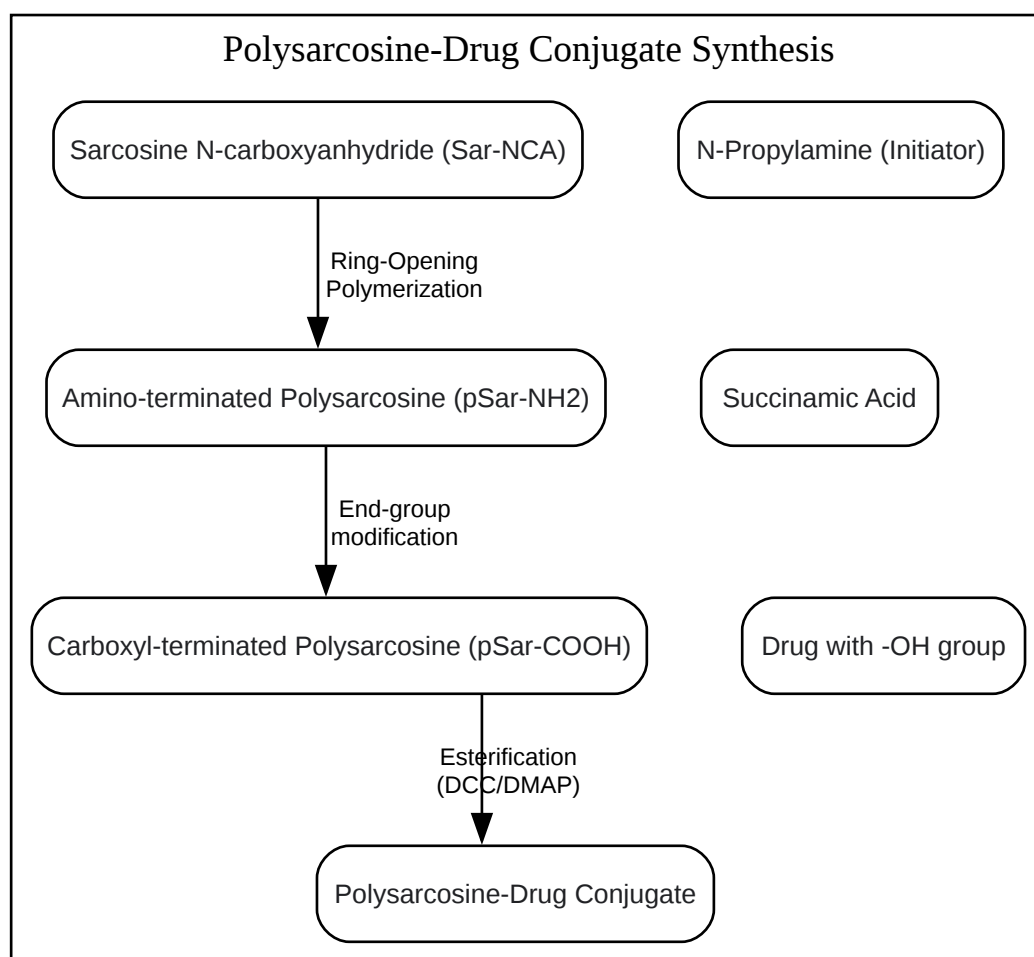 Polysarcosine-Drug Conjugate Synthesis
Sarcosine N-carboxyanhydride (Sar-NCA)
N-Propylamine (Initiator)
Ring-Opening
Polymerization
Amino-terminated Polysarcosine (pSar-NH2)
Succinamic Acid
End-group
modification
Carboxyl-terminated Polysarcosine (pSar-COOH)
Drug with -OH group
Esterification
(DCC/DMAP)
Polysarcosine-Drug Conjugate